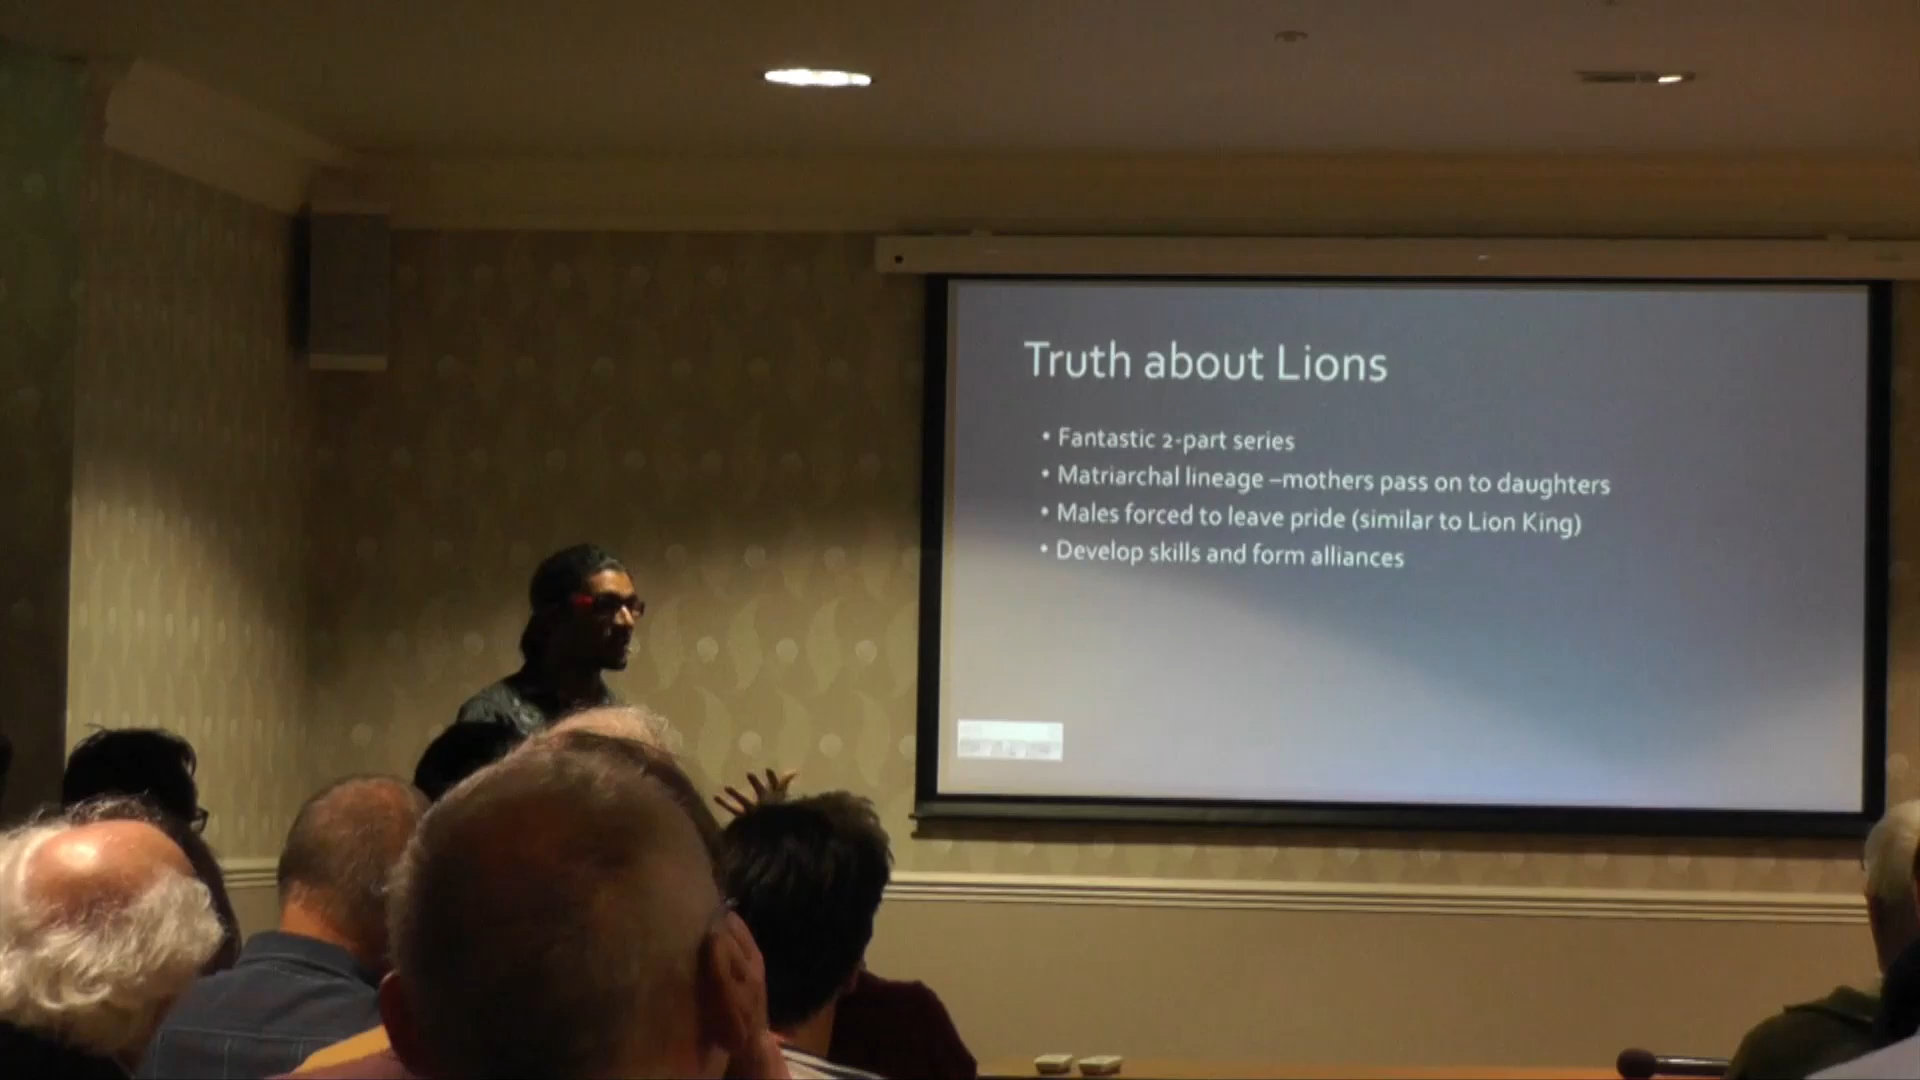 Truth about Lions
• Fantastic 2-part series
• Matriarchal lineage –mothers pass on to daughters
• Males forced to leave pride (similar to Lion King)
• Develop skills and form alliances